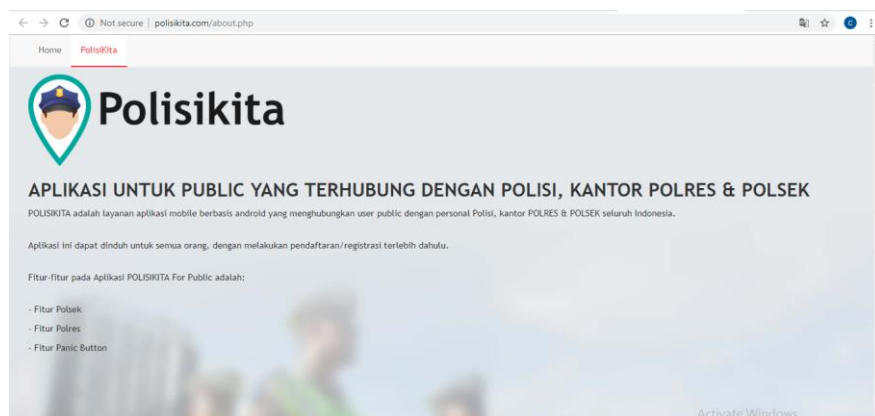 Not secure | polisikita.com/about.php
C
Home PolisiKita
Polisikita
APLIKASI UNTUK PUBLIC YANG TERHUBUNG DENGAN POLISI, KANTOR POLRES & POLSEK
POLISIKITA adalah layanan aplikasi mobile berbasis android yang menghubungkan user public dengan personal Polisi, kantor POLRES & POLSEK seluruh Indonesia.
Aplikasi ini dapat dinduh untuk semua orang, dengan melakukan pendaftaran/registrasi terlebih dahulu.
Fitur-fitur pada Aplikasi POLISIKITA For Public adalah:
- Fitur Polsek
- Fitur Polres
- Fitur Panic Button
Activate Windows